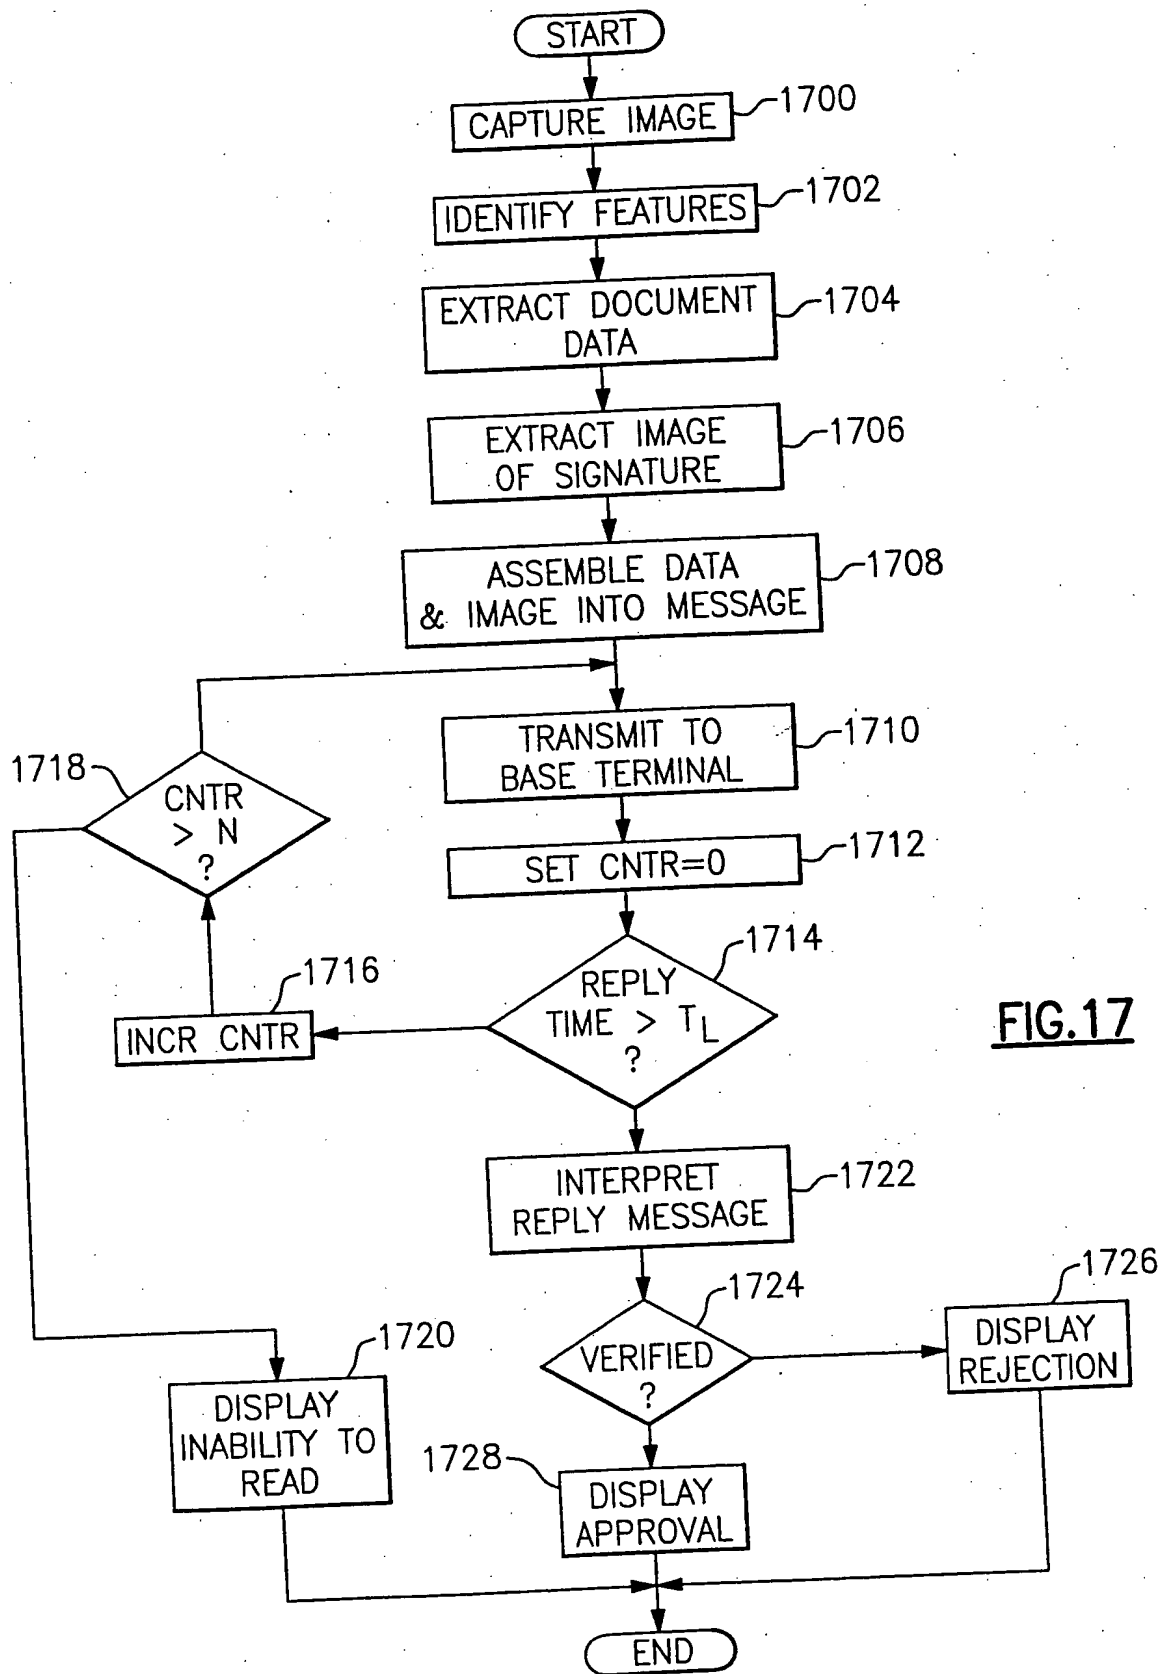 START
CAPTURE IMAGE
1700
IDENTIFY FEATURES
1702
EXTRACT DOCUMENT
DATA
1704
EXTRACT IMAGE
OF SIGNATURE
1706
ASSEMBLE DATA
& IMAGE INTO MESSAGE
1708
TRANSMIT TO
BASE TERMINAL
1710
1718
CNTR
> N
?
SET CNTR=0
1712
REPLY
TIME > TL
?
1714
1716
INCR CNTR
FIG.17
INTERPRET
REPLY MESSAGE
1722
VERIFIED
?
1724
1726
DISPLAY
REJECTION
1720
DISPLAY
INABILITY TO
READ
1728
DISPLAY
APPROVAL
END